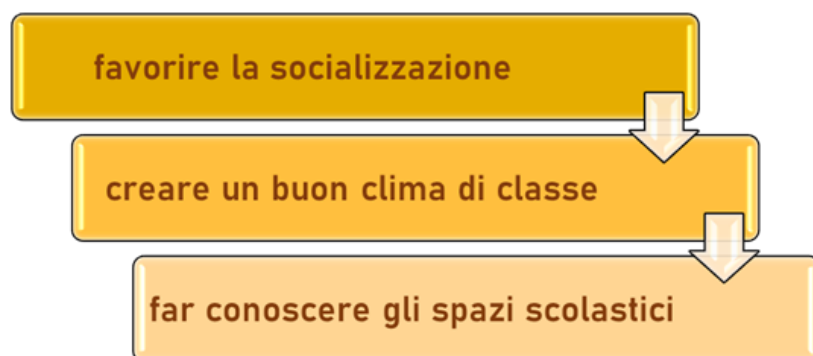 favorire la socializzazione
creare un buon clima di classe
far conoscere gli spazi scolastici